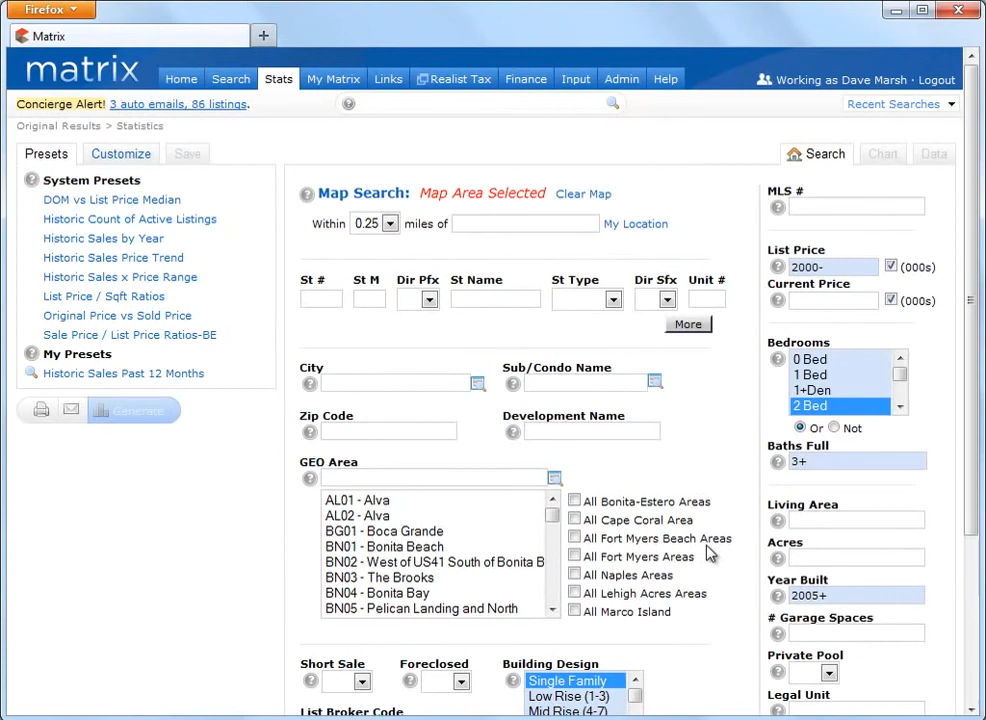 Firefox
Matrix
+
matrix
Home Search Stats My Matrix Links Realist Tax Finance Input Admin Help
Working as Dave Marsh · Logout
Concierge Alert! 3 auto emails, 86 listings.
Recent Searches
Original Results > Statistics
Presets Customize Save
Search Chart Data
System Presets
DOM vs List Price Median
Historic Count of Active Listings
Historic Sales by Year
Historic Sales Price Trend
Historic Sales x Price Range
List Price / Sqft Ratios
Original Price vs Sold Price
Sale Price / List Price Ratios-BE
My Presets
Historic Sales Past 12 Months
Generate
Map Search: Map Area Selected Clear Map
Within 0.25 miles of My Location
St # St M Dir Pfx St Name St Type Dir Sfx Unit #
More
City Sub/Condo Name
Zip Code Development Name
GEO Area
AL01 - Alva
AL02 - Alva
BG01 - Boca Grande
BN01 - Bonita Beach
BN02 - West of US41 South of Bonita B
BN03 - The Brooks
BN04 - Bonita Bay
BN05 - Pelican Landing and North
All Bonita-Estero Areas
All Cape Coral Area
All Fort Myers Beach Areas
All Fort Myers Areas
All Naples Areas
All Lehigh Acres Areas
All Marco Island
Short Sale Foreclosed Building Design
Single Family
Low Rise (1-3)
Mid Rise (4-7)
List Broker Code
MLS #
List Price
2000- (000s)
Current Price
(000s)
Bedrooms
0 Bed
1 Bed
1+Den
2 Bed
Or Not
Baths Full
3+
Living Area
Acres
Year Built
2005+
# Garage Spaces
Private Pool
Legal Unit